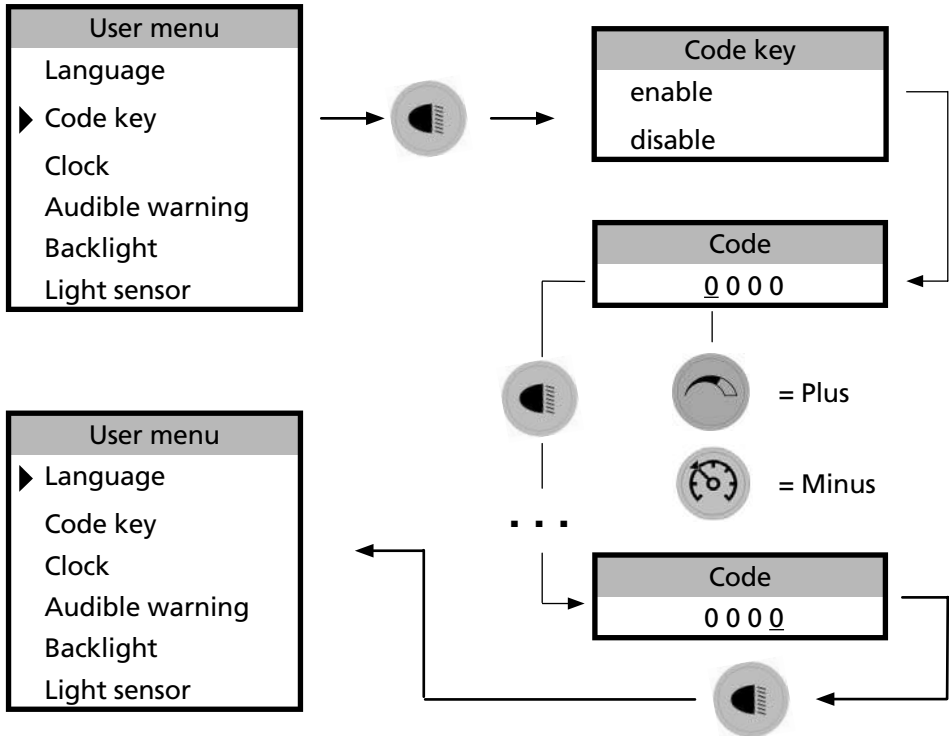 User menu
Language
Code key
Clock
Audible warning
Backlight
Light sensor
Code key
enable
disable
Code
0 0 0 0
= Plus
= Minus
. . .
Code
0 0 0 0
User menu
Language
Code key
Clock
Audible warning
Backlight
Light sensor